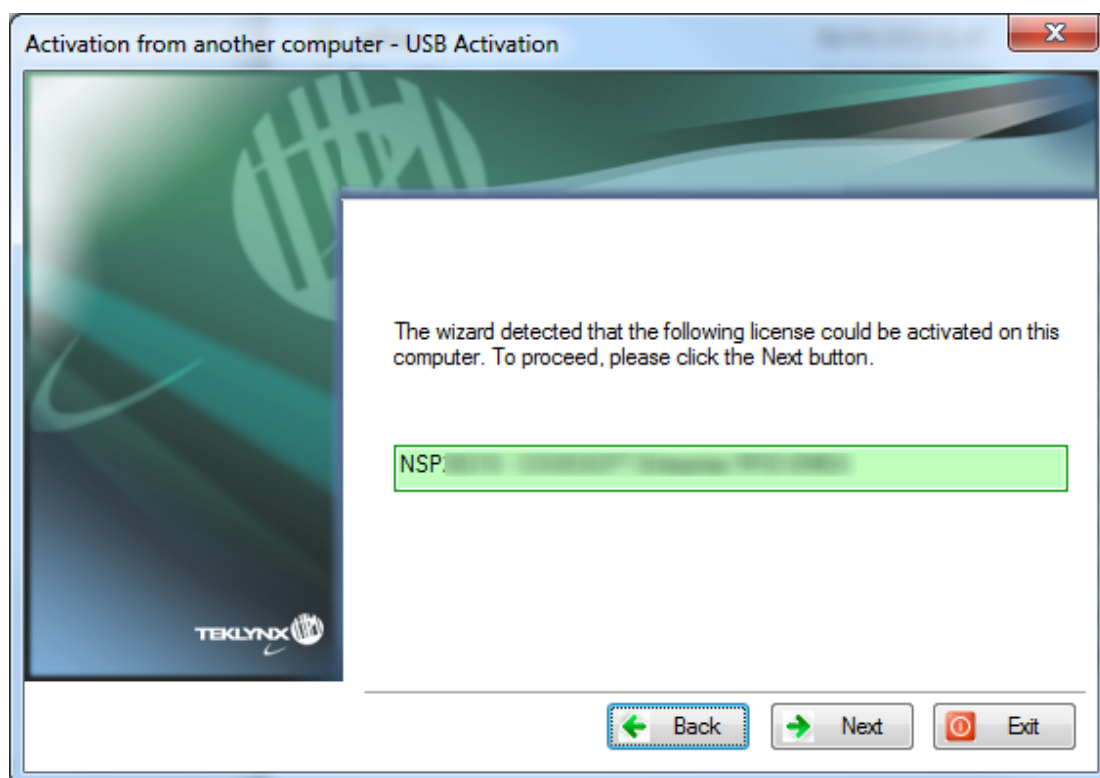 Activation from another computer - USB Activation
The wizard detected that the following license could be activated on this
computer. To proceed, please click the Next button.
NSP
TEKLYNX
Back
Next
Exit